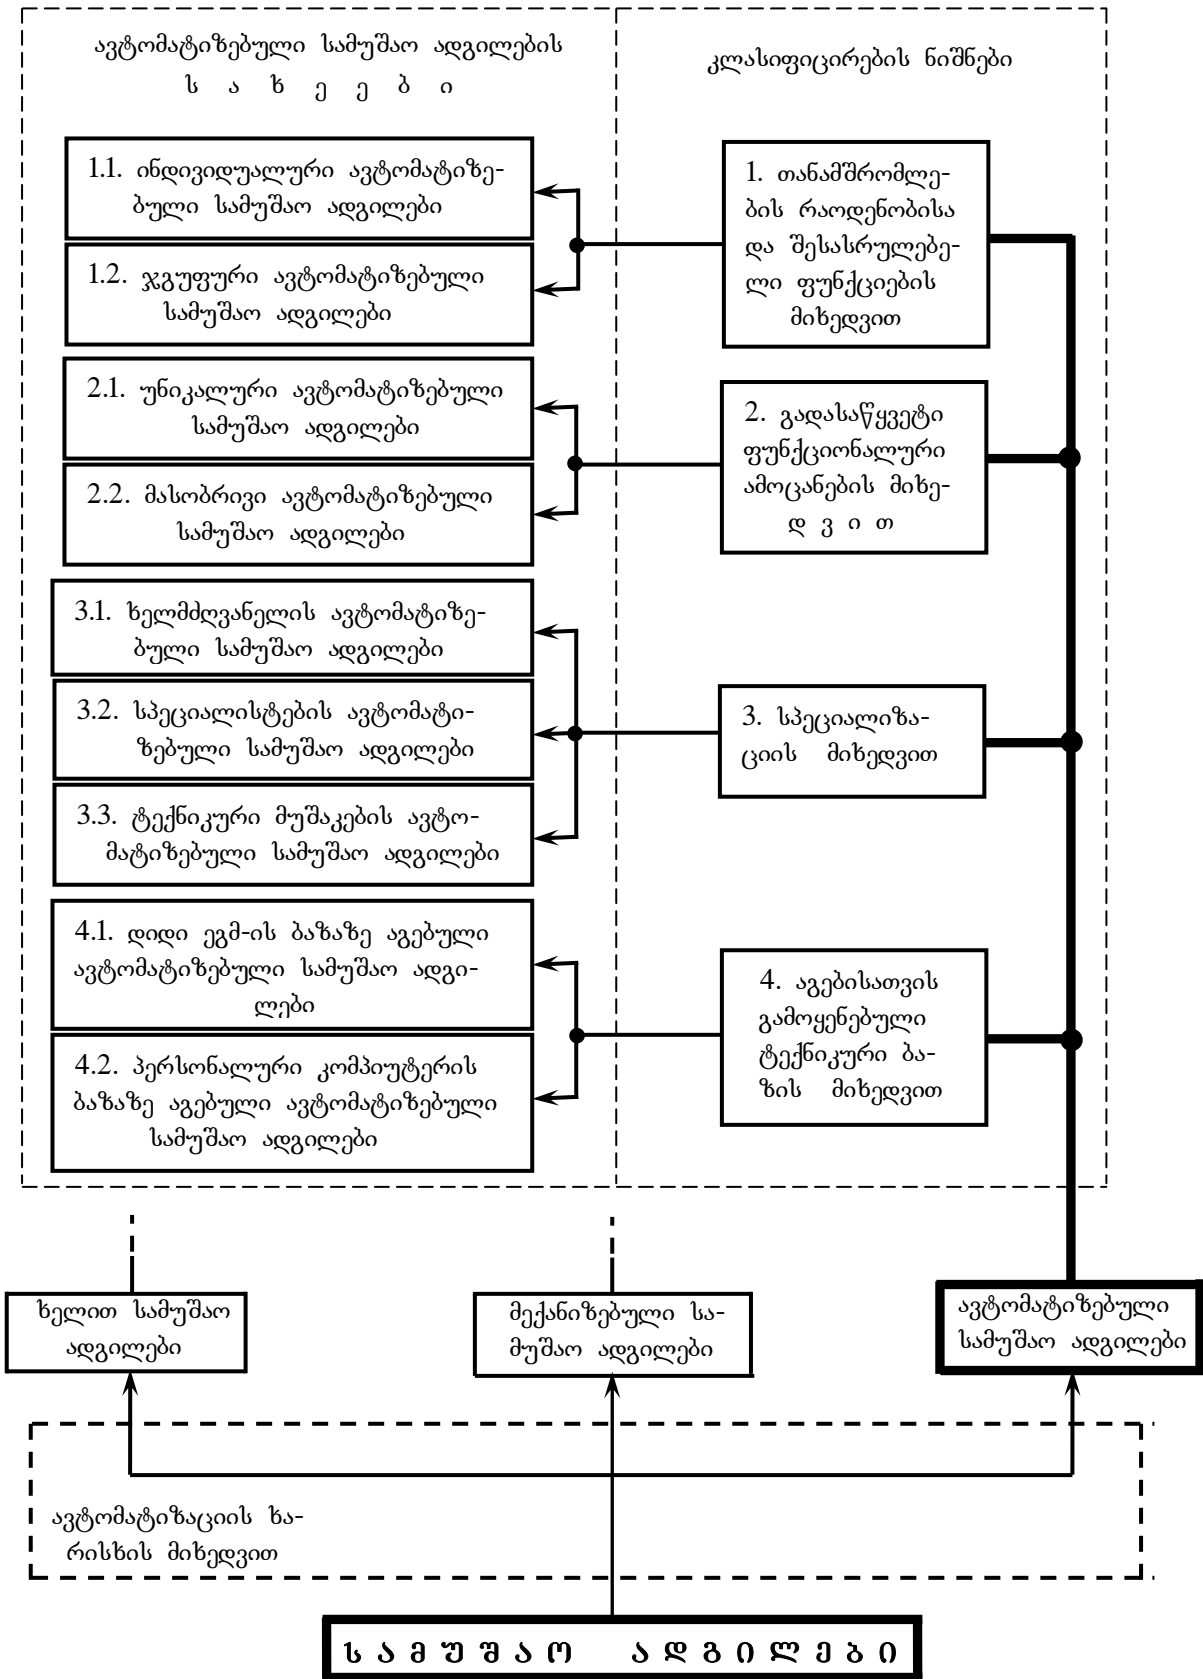 ავტომატიზებული სამუშაო ადგილების
ს ა ხ ე ე ბ ი
კლასიფიცირების ნიშნები
1.1. ინდივიდუალური ავტომატიზე-
ბული სამუშაო ადგილები
1.2. ჯგუფური ავტომატიზებული
სამუშაო ადგილები
1. თანამშრომლე-
ბის რაოდენობისა
და შესასრულებე-
ლი ფუნქციების
მიხედვით
2.1. უნიკალური ავტომატიზებული
სამუშაო ადგილები
2.2. მასობრივი ავტომატიზებული
სამუშაო ადგილები
2. გადასაწყვეტი
ფუნქციონალური
ამოცანების მიხე-
დ ვ ი თ
3.1. ხელმძღვანელის ავტომატიზე-
ბული სამუშაო ადგილები
3.2. სპეციალისტების ავტომატი-
ზებული სამუშაო ადგილები
3.3. ტექნიკური მუშაკების ავტო-
მატიზებული სამუშაო ადგილები
3. სპეციალიზა-
ციის მიხედვით
4.1. დიდი ეგმ-ის ბაზაზე აგებული
ავტომატიზებული სამუშაო ადგი-
ლები
4.2. პერსონალური კომპიუტერის
ბაზაზე აგებული ავტომატიზებული
სამუშაო ადგილები
4. აგებისათვის
გამოყენებული
ტექნიკური ბა-
ზის მიხედვით
ხელით სამუშაო
ადგილები
მექანიზებული სა-
მუშაო ადგილები
ავტომატიზებული
სამუშაო ადგილები
ავტომატიზაციის ხა-
რისხის მიხედვით
ს ა მ უ შ ა ო ა დ გ ი ლ ე ბ ი